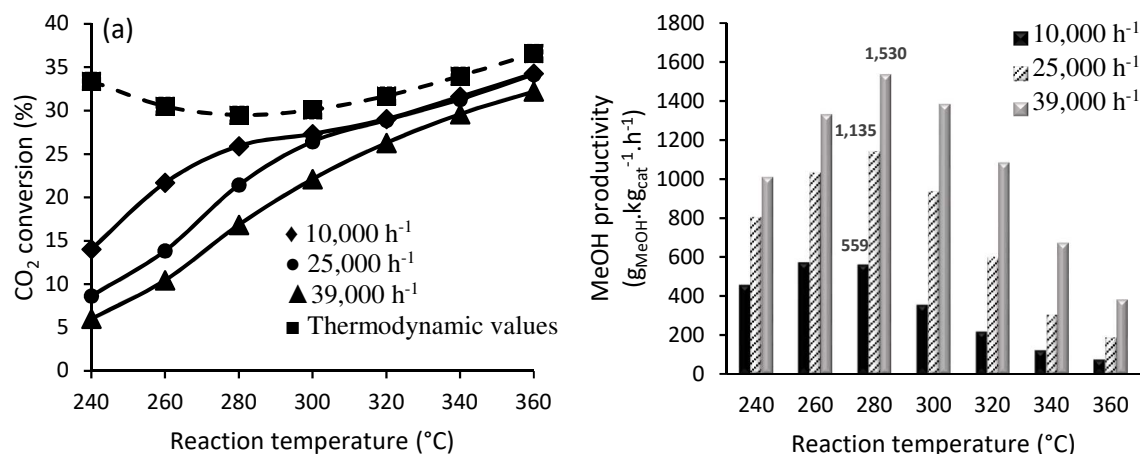 (a)
40
35
30
25
20
15
10
5
0
CO₂ conversion (%)
10,000 h⁻¹
25,000 h⁻¹
39,000 h⁻¹
Thermodynamic values
240 260 280 300 320 340 360
Reaction temperature (°C)
1800
1600
1400
1200
1000
800
600
400
200
0
MeOH productivity
(g_MeOH.kg_cat⁻¹.h⁻¹)
10,000 h⁻¹
25,000 h⁻¹
39,000 h⁻¹
1,530
1,135
559
240 260 280 300 320 340 360
Reaction temperature (°C)